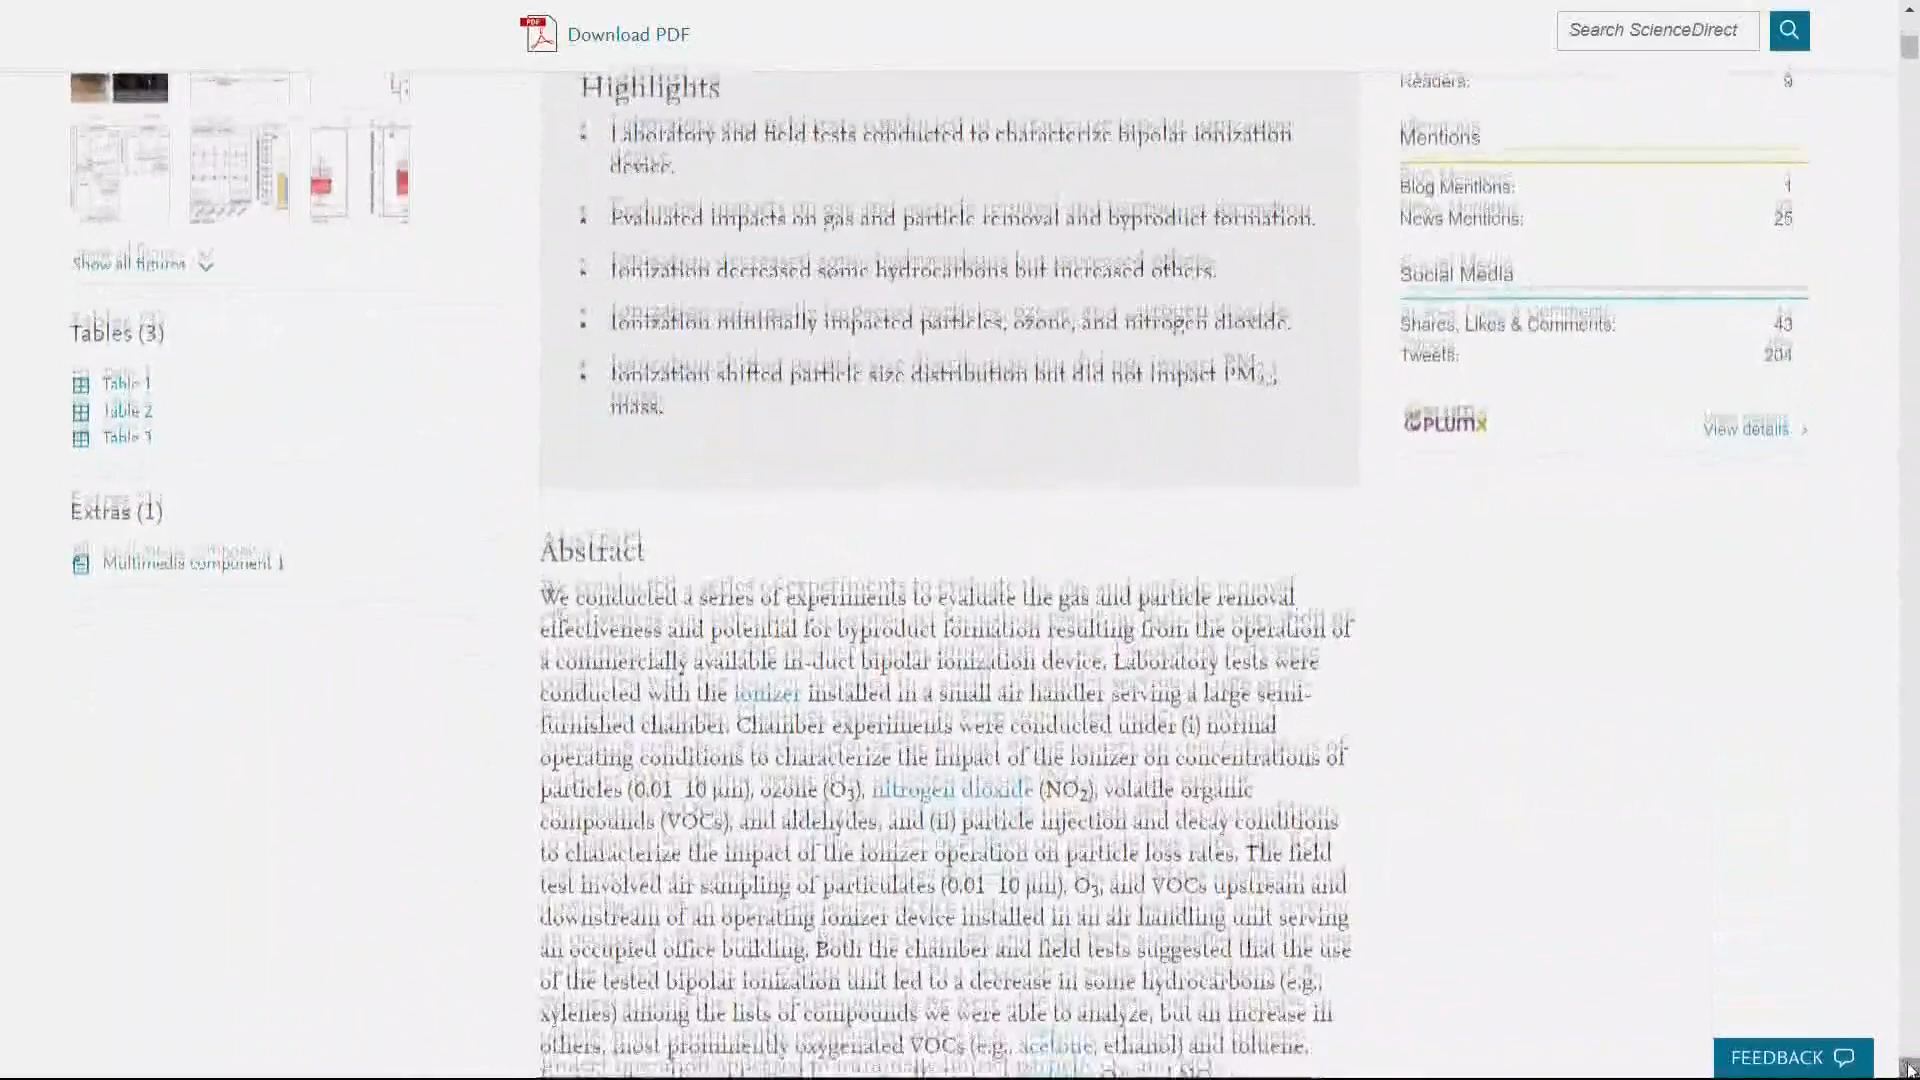 PDF
Download PDF
Search ScienceDirect
Show all figures
Tables (3)
Table 1
Table 2
Table 3
Extras (1)
Multimedia component 1
Highlights
• Laboratory and field tests conducted to characterize bipolar ionization
device.
• Evaluated impacts on gas and particle removal and byproduct formation.
• Ionization decreased some hydrocarbons but increased others.
• Ionization minimally impacted particles, ozone, and nitrogen dioxide.
• Ionization shifted particle size distribution but did not impact PM2.5
mass.
Abstract
We conducted a series of experiments to evaluate the gas and particle removal
effectiveness and potential for byproduct formation resulting from the operation of
a commercially available in-duct bipolar ionization device. Laboratory tests were
conducted with the ionizer installed in a small air handler serving a large semi-
furnished chamber. Chamber experiments were conducted under (i) normal
operating conditions to characterize the impact of the ionizer on concentrations of
particles (0.01–10 μm), ozone (O3), nitrogen dioxide (NO2), volatile organic
compounds (VOCs), and aldehydes, and (ii) particle injection and decay conditions
to characterize the impact of the ionizer operation on particle loss rates. The field
test involved air sampling of particulates (0.01–10 μm), O3, and VOCs upstream and
downstream of an operating ionizer device installed in an air handling unit serving
an occupied office building. Both the chamber and field tests suggested that the use
of the tested bipolar ionization unit led to a decrease in some hydrocarbons (e.g.,
xylenes) among the lists of compounds we were able to analyze, but an increase in
others, most prominently oxygenated VOCs (e.g., acetone, ethanol) and toluene.
Readers: 9
Mentions
Blog Mentions: 1
News Mentions: 25
Social Media
Shares, Likes & Comments: 43
Tweets: 204
PLUMX
View details >
FEEDBACK